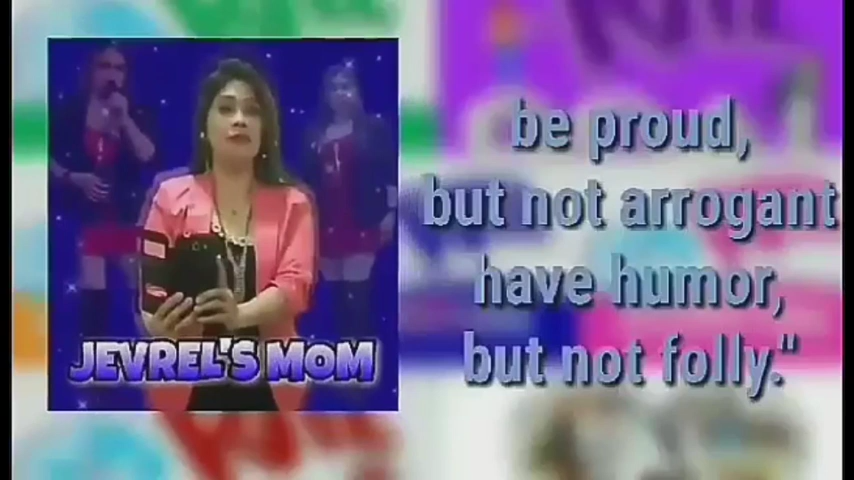 JEVREL'S MOM
be proud,
but not arrogant
have humor,
but not folly."